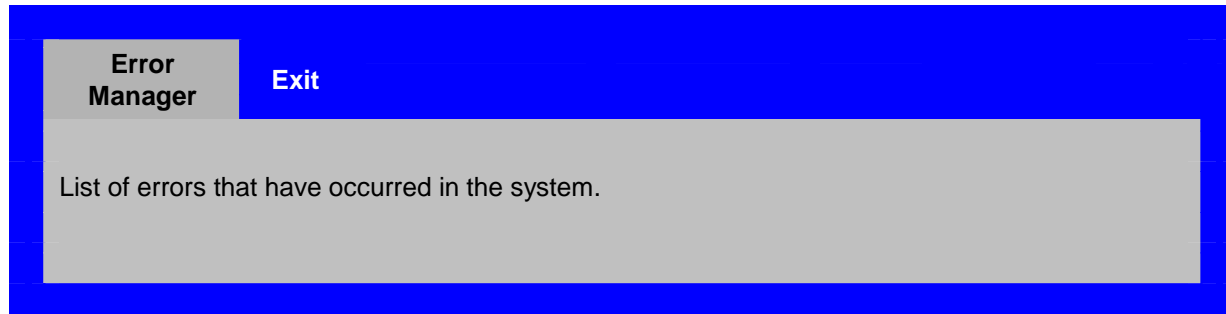 Error
Manager
Exit
List of errors that have occurred in the system.